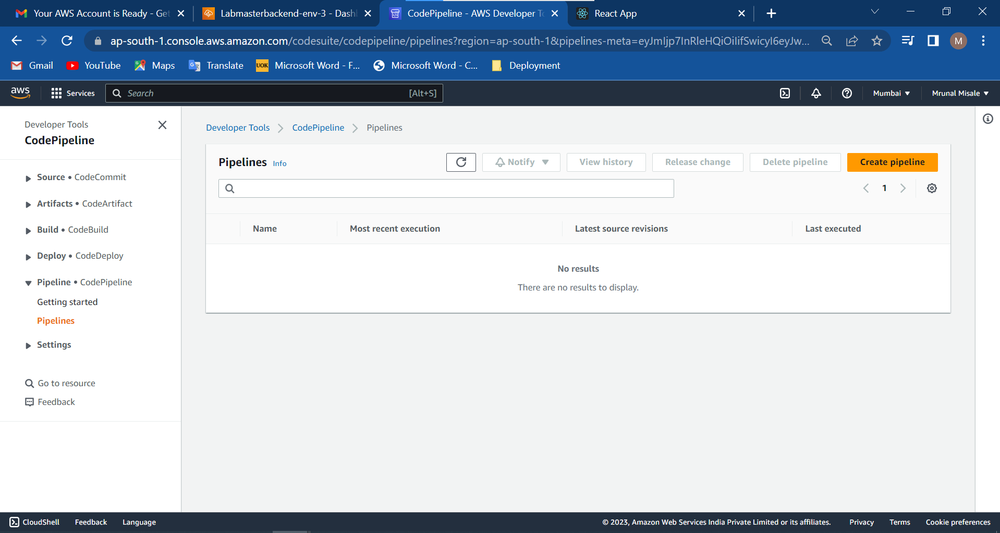 Your AWS Account is Ready - Get
Labmasterbackend-env-3 - Dash
CodePipeline - AWS Developer To
React App
ap-south-1.console.aws.amazon.com/codesuite/codepipeline/pipelines?region=ap-south-1&pipelines-meta=eyJmIjp7InRleHQiOiIifSwicyI6eyJw...
M
Gmail
YouTube
Maps
Translate
UOK
Microsoft Word - F...
Microsoft Word - C...
Deployment
aws
Services
Search
[Alt+S]
Mumbai
Mrunal Misale
Developer Tools
CodePipeline
Source • CodeCommit
Artifacts • CodeArtifact
Build • CodeBuild
Deploy • CodeDeploy
Pipeline • CodePipeline
Getting started
Pipelines
Settings
Go to resource
Feedback
Developer Tools
CodePipeline
Pipelines
Pipelines Info
Notify
View history
Release change
Delete pipeline
Create pipeline
1
Name
Most recent execution
Latest source revisions
Last executed
No results
There are no results to display.
CloudShell
Feedback
Language
© 2023, Amazon Web Services India Private Limited or its affiliates.
Privacy
Terms
Cookie preferences